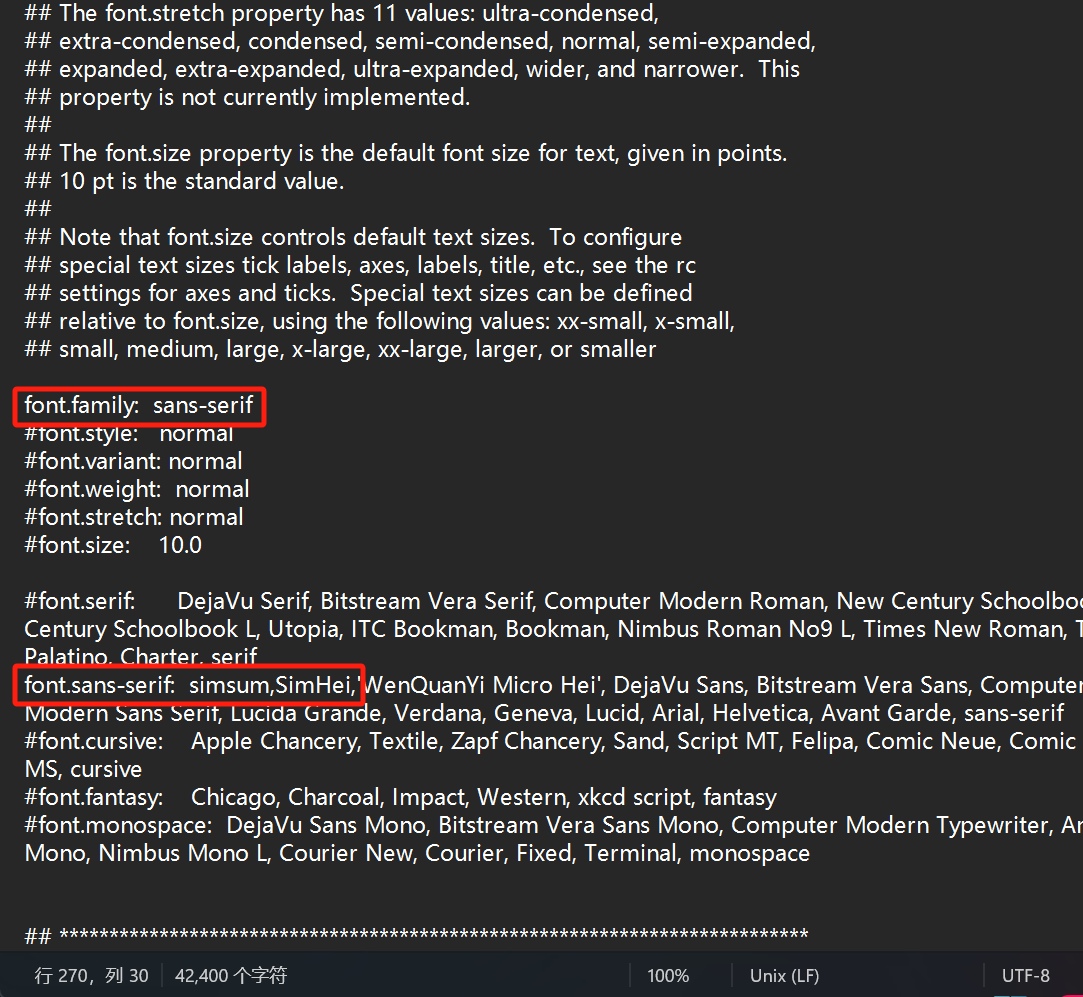 ## The font.stretch property has 11 values: ultra-condensed,
## extra-condensed, condensed, semi-condensed, normal, semi-expanded,
## expanded, extra-expanded, ultra-expanded, wider, and narrower.  This
## property is not currently implemented.
##
## The font.size property is the default font size for text, given in points.
## 10 pt is the standard value.
##
## Note that font.size controls default text sizes.  To configure
## special text sizes tick labels, axes, labels, title, etc., see the rc
## settings for axes and ticks.  Special text sizes can be defined
## relative to font.size, using the following values: xx-small, x-small,
## small, medium, large, x-large, xx-large, larger, or smaller
font.family:  sans-serif
#font.style:   normal
#font.variant: normal
#font.weight:  normal
#font.stretch: normal
#font.size:    10.0
#font.serif:      DejaVu Serif, Bitstream Vera Serif, Computer Modern Roman, New Century
Century Schoolbook L, Utopia, ITC Bookman, Bookman, Nimbus Roman No9 L, Times New Roman,
Palatino, Charter, serif
font.sans-serif:  simsum,SimHei,'WenQuanYi Micro Hei', DejaVu Sans, Bitstream Vera Sans, Computer
Modern Sans Serif, Lucida Grande, Verdana, Geneva, Lucid, Arial, Helvetica, Avant Garde, sans-serif
#font.cursive:    Apple Chancery, Textile, Zapf Chancery, Sand, Script MT, Felipa, Comic Neue, Comic
MS, cursive
#font.fantasy:    Chicago, Charcoal, Impact, Western, xkcd script, fantasy
#font.monospace:  DejaVu Sans Mono, Bitstream Vera Sans Mono, Computer Modern Typewriter,
Mono, Nimbus Mono L, Courier New, Courier, Fixed, Terminal, monospace
## ***************************************************************************
行 270，列 30 42,400 个字符 100% Unix (LF) UTF-8